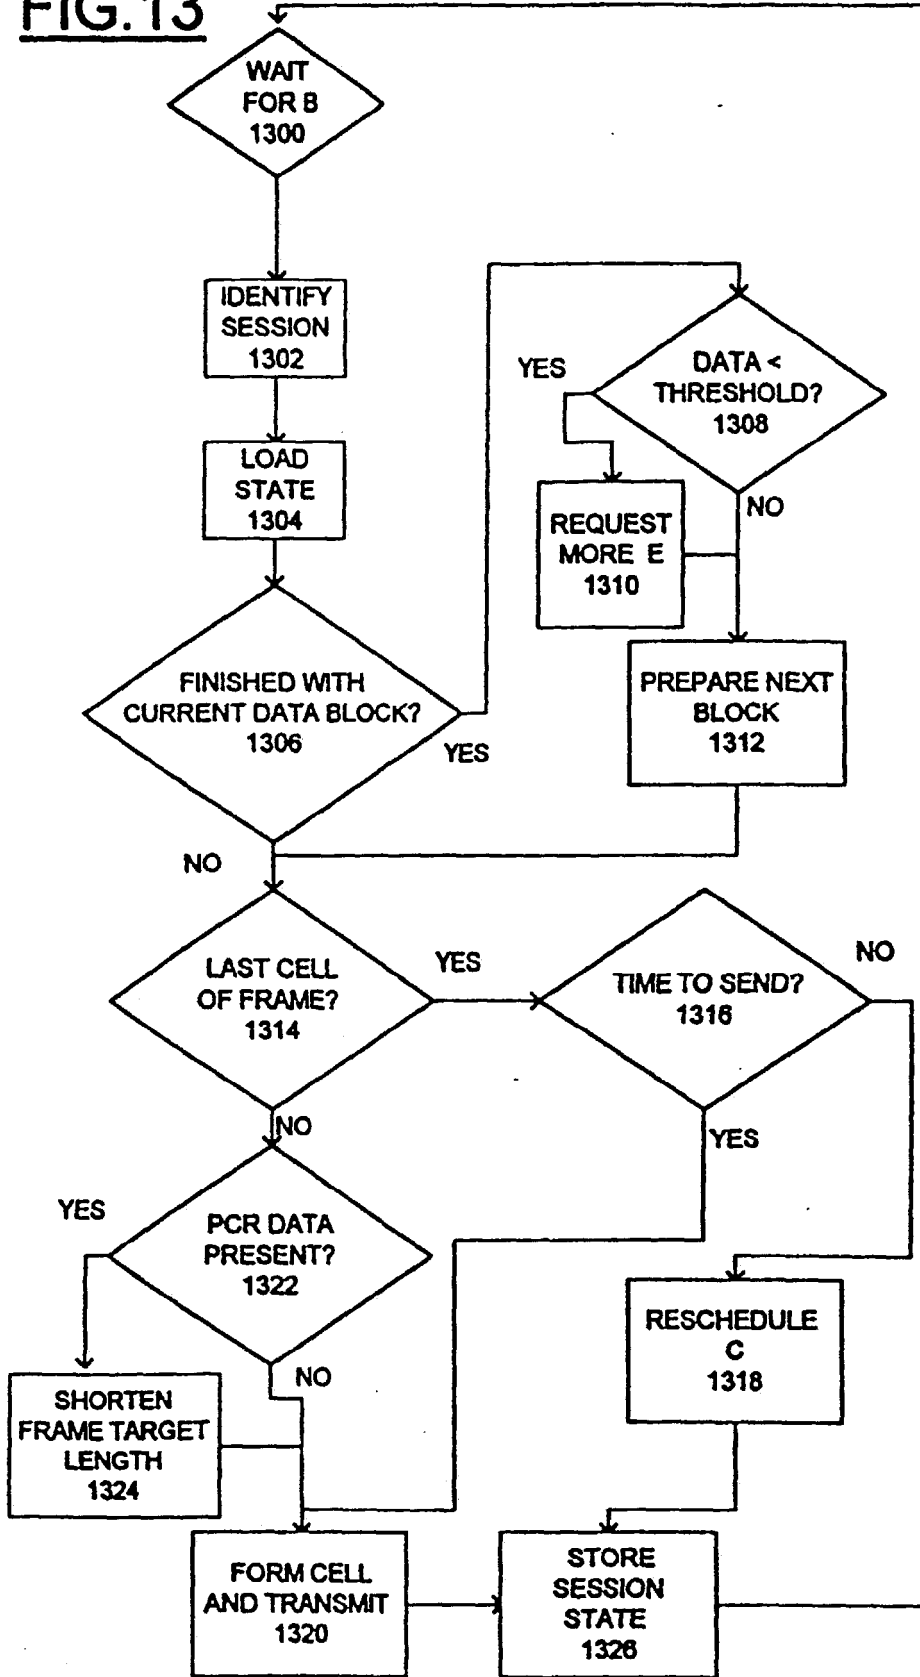 FIG.13
WAIT
FOR B
1300
IDENTIFY
SESSION
1302
LOAD
STATE
1304
FINISHED WITH
CURRENT DATA BLOCK?
1306
YES
NO
DATA <
THRESHOLD?
1308
YES
NO
REQUEST
MORE E
1310
PREPARE NEXT
BLOCK
1312
LAST CELL
OF FRAME?
1314
YES
NO
TIME TO SEND?
1316
NO
YES
PCR DATA
PRESENT?
1322
YES
NO
RESCHEDULE
C
1318
SHORTEN
FRAME TARGET
LENGTH
1324
FORM CELL
AND TRANSMIT
1320
STORE
SESSION
STATE
1326